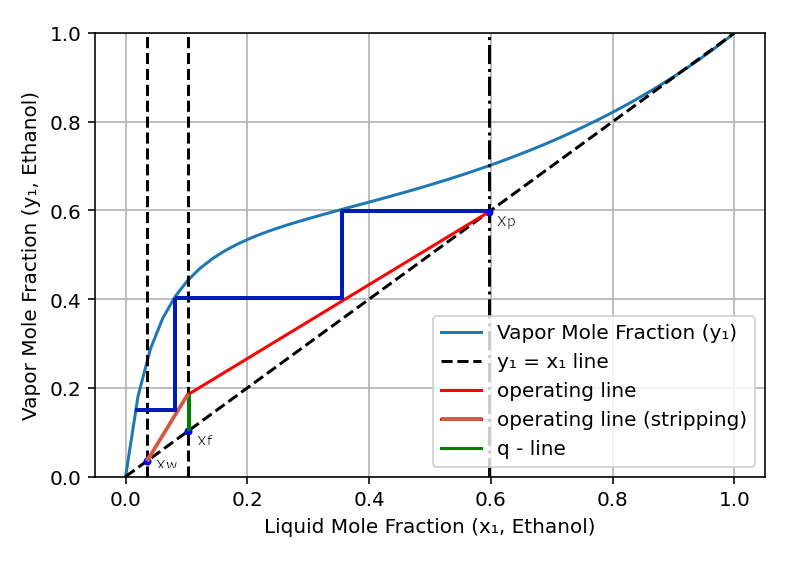 1.0
0.8
0.6
0.4
0.2
0.0
Vapor Mole Fraction (y₁, Ethanol)
Xp
Xf
Xw
Vapor Mole Fraction (y₁)
y₁ = x₁ line
operating line
operating line (stripping)
q - line
0.0 0.2 0.4 0.6 0.8 1.0
Liquid Mole Fraction (x₁, Ethanol)